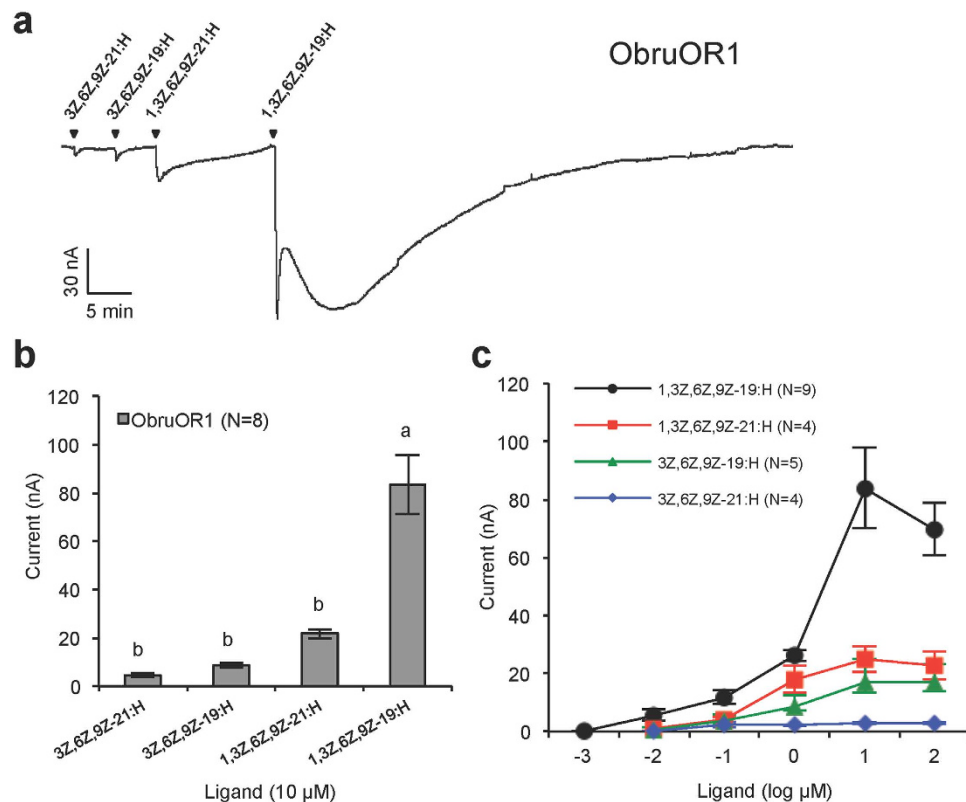 a
3Z,6Z,9Z-21:H
3Z,6Z,9Z-19:H
1,3Z,6Z,9Z-21:H
1,3Z,6Z,9Z-19:H
ObruOR1
30 nA
5 min
b
120
100
80
60
40
20
0
Current (nA)
ObruOR1 (N=8)
b
b
b
a
3Z,6Z,9Z-21:H
3Z,6Z,9Z-19:H
1,3Z,6Z,9Z-21:H
1,3Z,6Z,9Z-19:H
Ligand (10 µM)
c
120
100
80
60
40
20
0
Current (nA)
1,3Z,6Z,9Z-19:H (N=9)
1,3Z,6Z,9Z-21:H (N=4)
3Z,6Z,9Z-19:H (N=5)
3Z,6Z,9Z-21:H (N=4)
-3 -2 -1 0 1 2
Ligand (log µM)